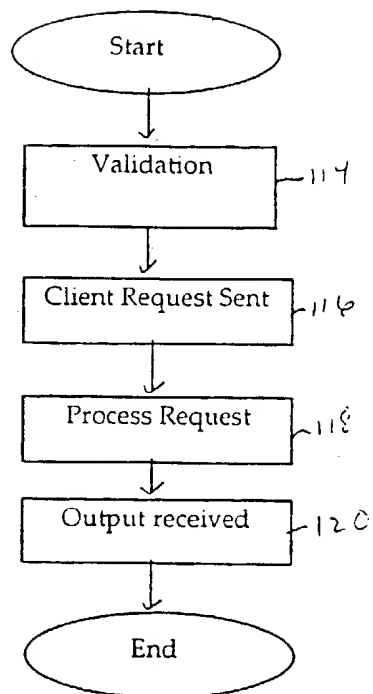 Start
Validation
114
Client Request Sent
116
Process Request
118
Output received
120
End